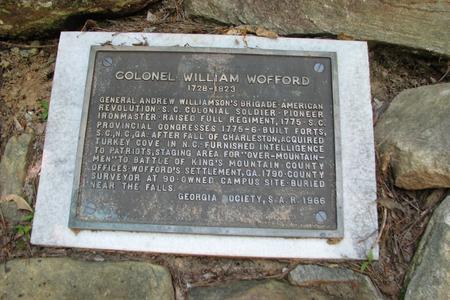 COLONEL WILLIAM WOFFORD
1728-1823
GENERAL ANDREW WILLIAMSON'S BRIGADE·AMERICAN
REVOLUTION·S.C. COLONIAL SOLDIER·PIONEER
IRONMASTER·RAISED FULL REGIMENT, 1775·S.C.
PROVINCIAL CONGRESSES 1775-6·BUILT FORTS,
S.C., N.C., GA. AFTER FALL OF CHARLESTON, ACQUIRED
TURKEY COVE IN N.C.·FURNISHED INTELLIGENCE
TO PATRIOTS, STAGING AREA FOR "OVER-MOUNTAIN-
MEN" TO BATTLE OF KINGS MOUNTAIN COUNTY
OFFICES·WOFFORD'S SETTLEMENT, GA. 1790·COUNTY
SURVEYOR AT 90·OWNED CAMPUS SITE·BURIED
NEAR THE FALLS.
GEORGIA SOCIETY, S.A.R. 1966